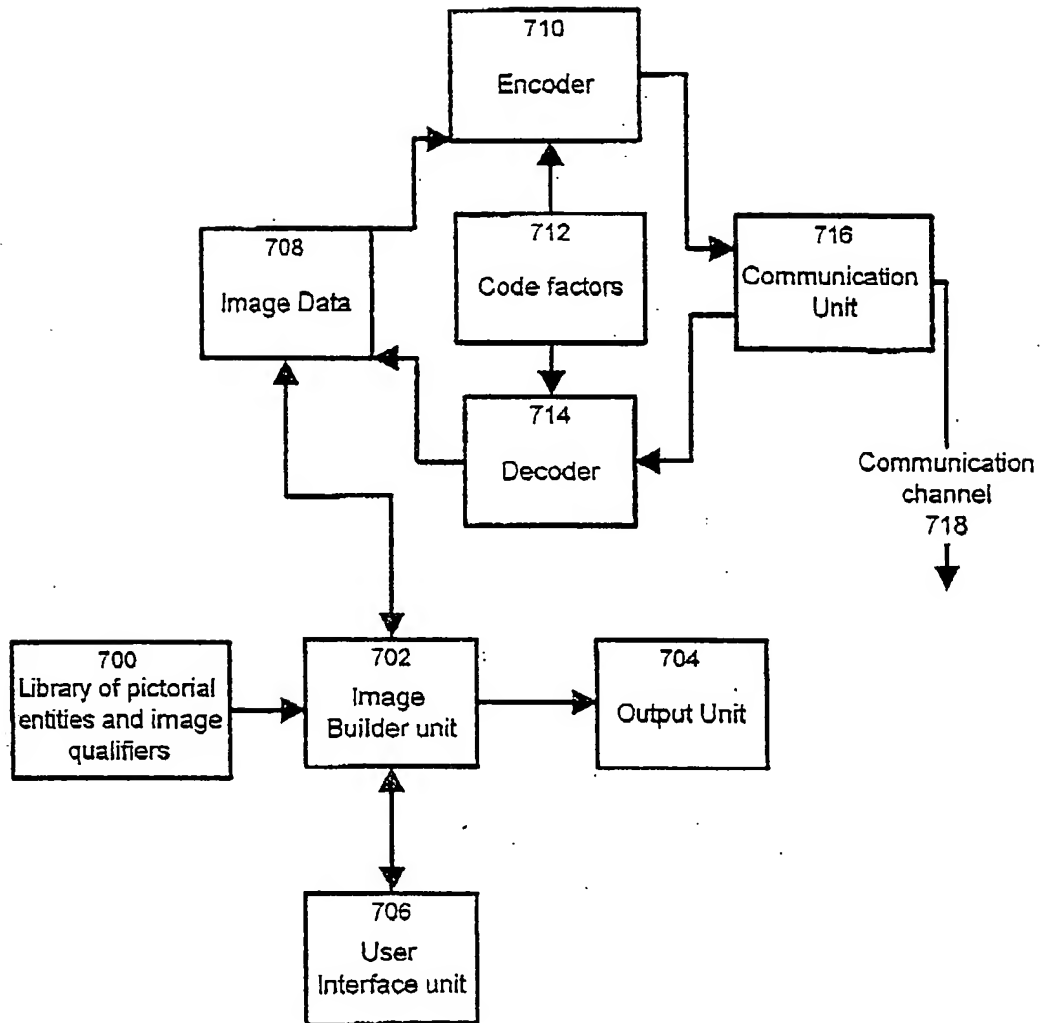 710
Encoder
712
Code factors
708
Image Data
716
Communication
Unit
714
Decoder
Communication
channel
718
700
Library of pictorial
entities and image
qualifiers
702
Image
Builder unit
704
Output Unit
706
User
Interface unit